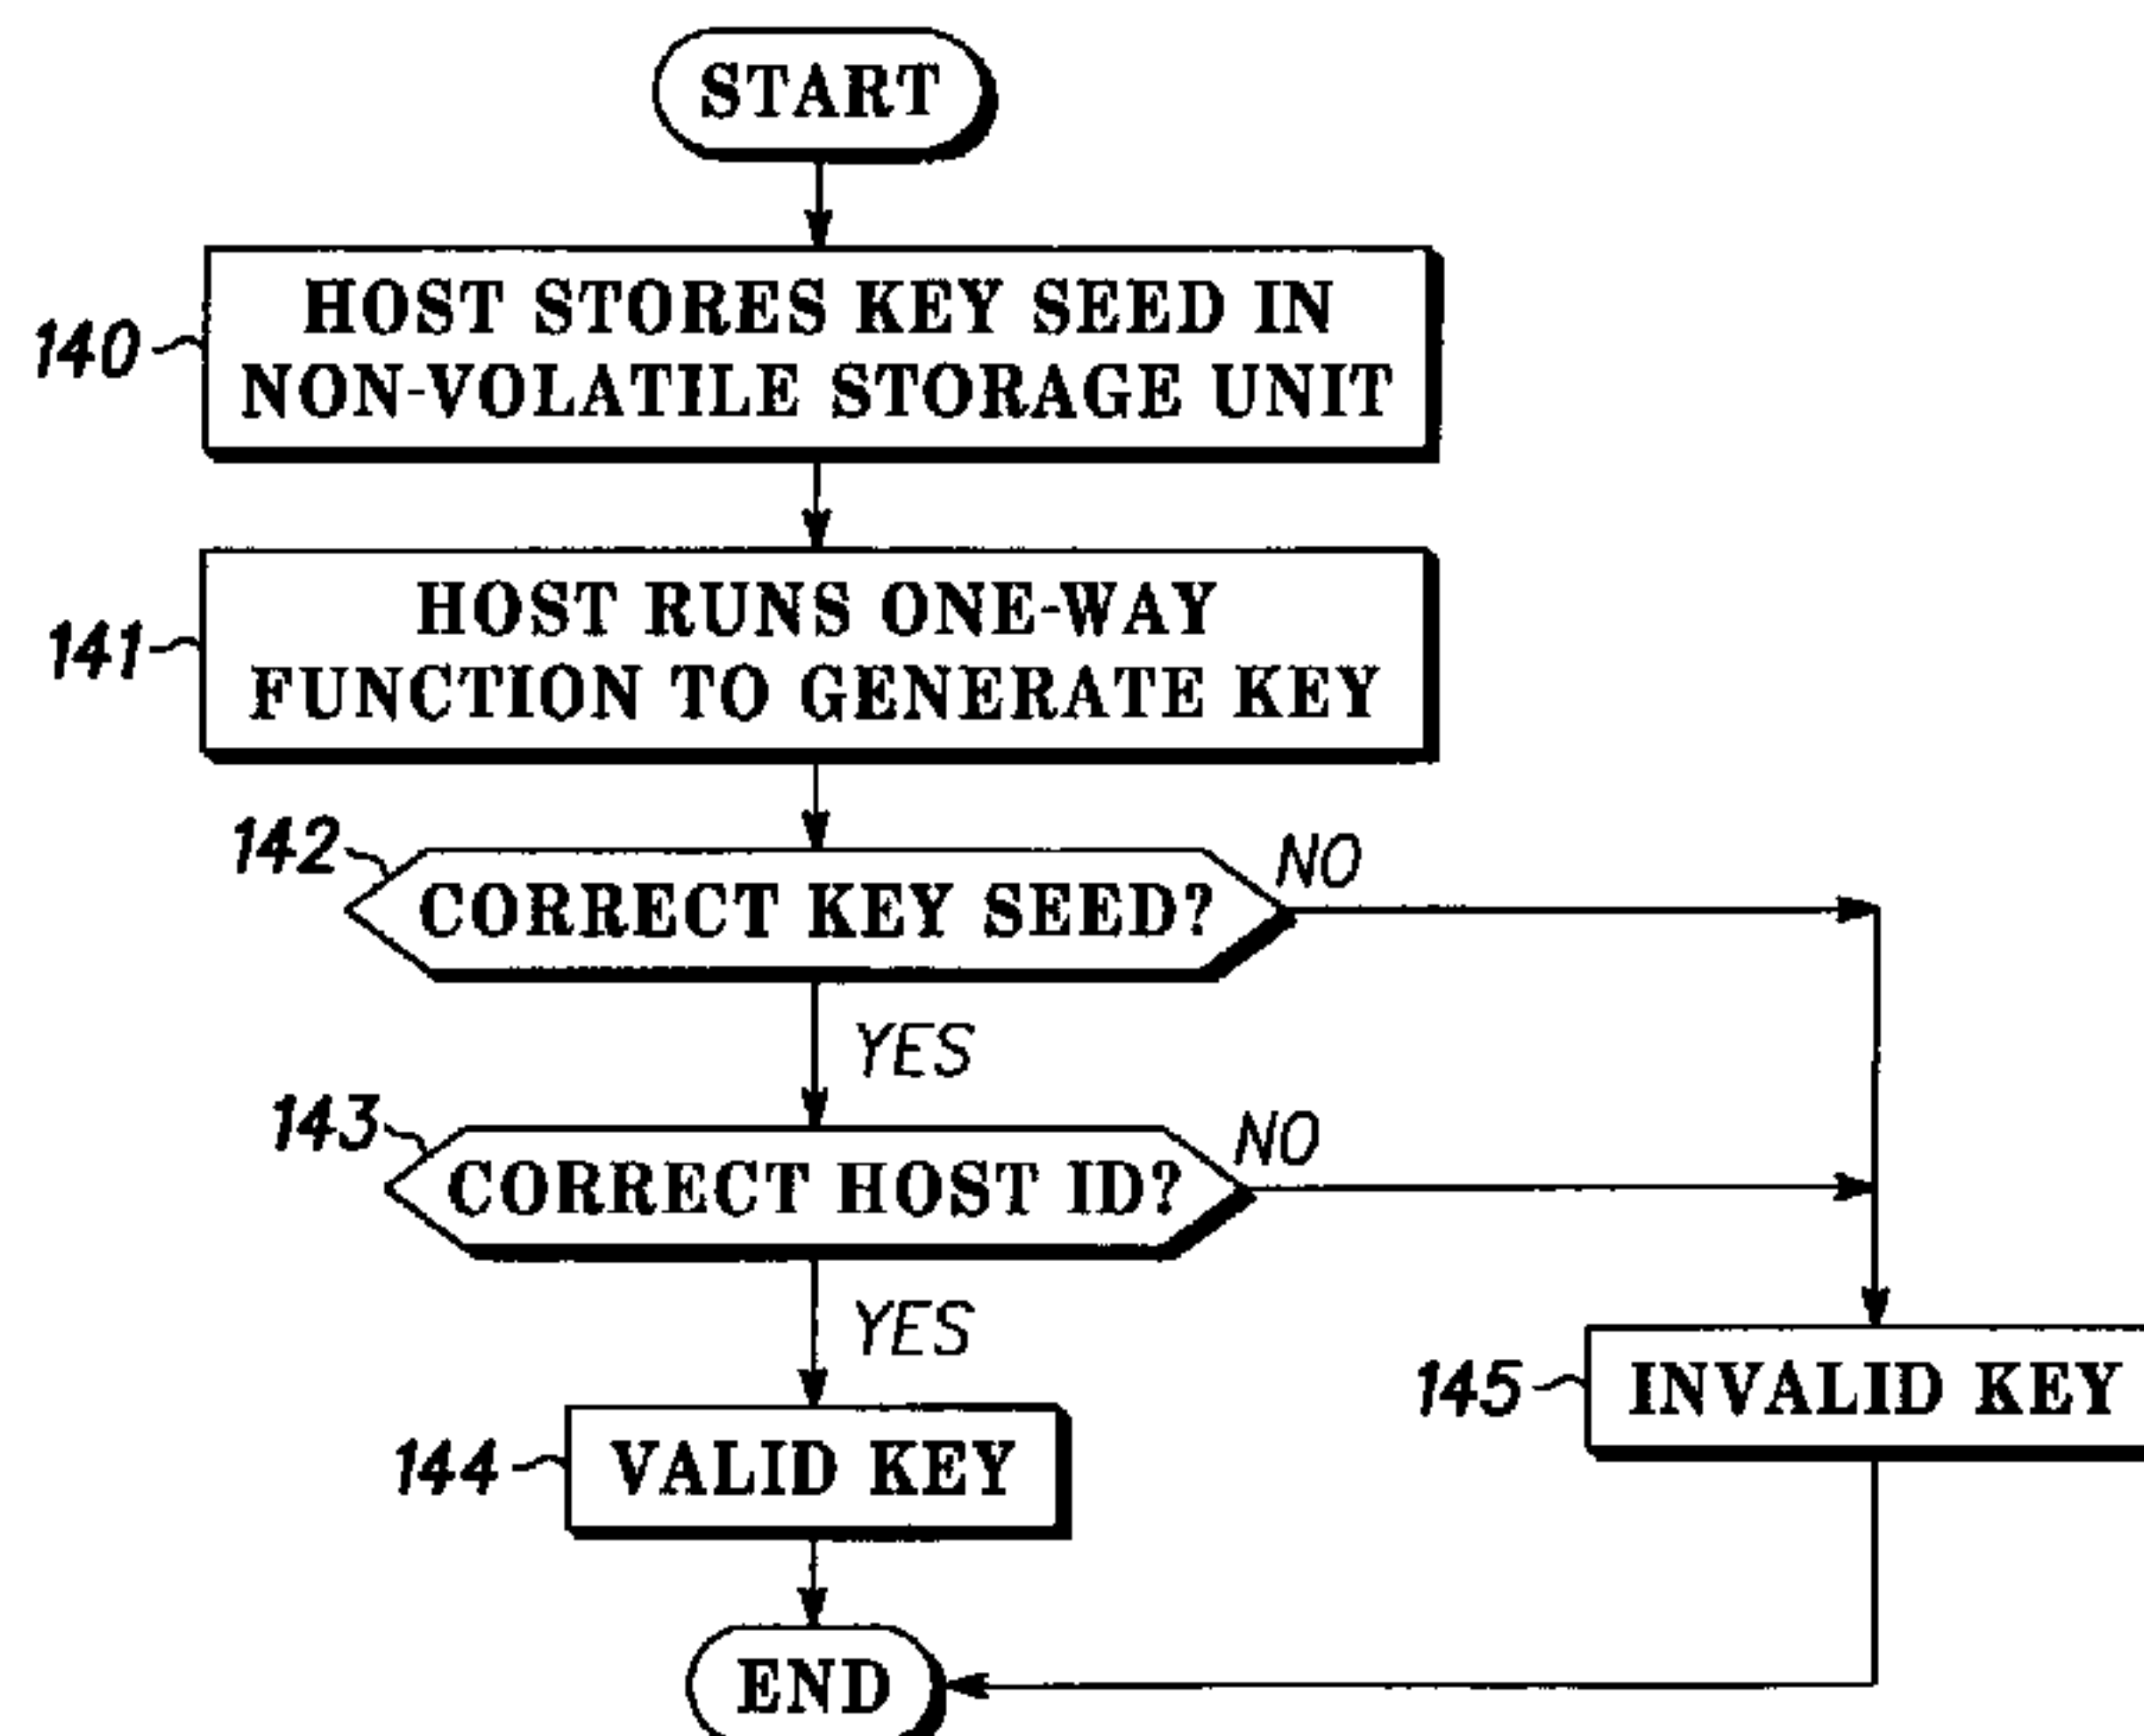 START
140
HOST STORES KEY SEED IN
NON-VOLATILE STORAGE UNIT
141
HOST RUNS ONE-WAY
FUNCTION TO GENERATE KEY
142
CORRECT KEY SEED?
NO
YES
143
CORRECT HOST ID?
NO
YES
145
INVALID KEY
144
VALID KEY
END